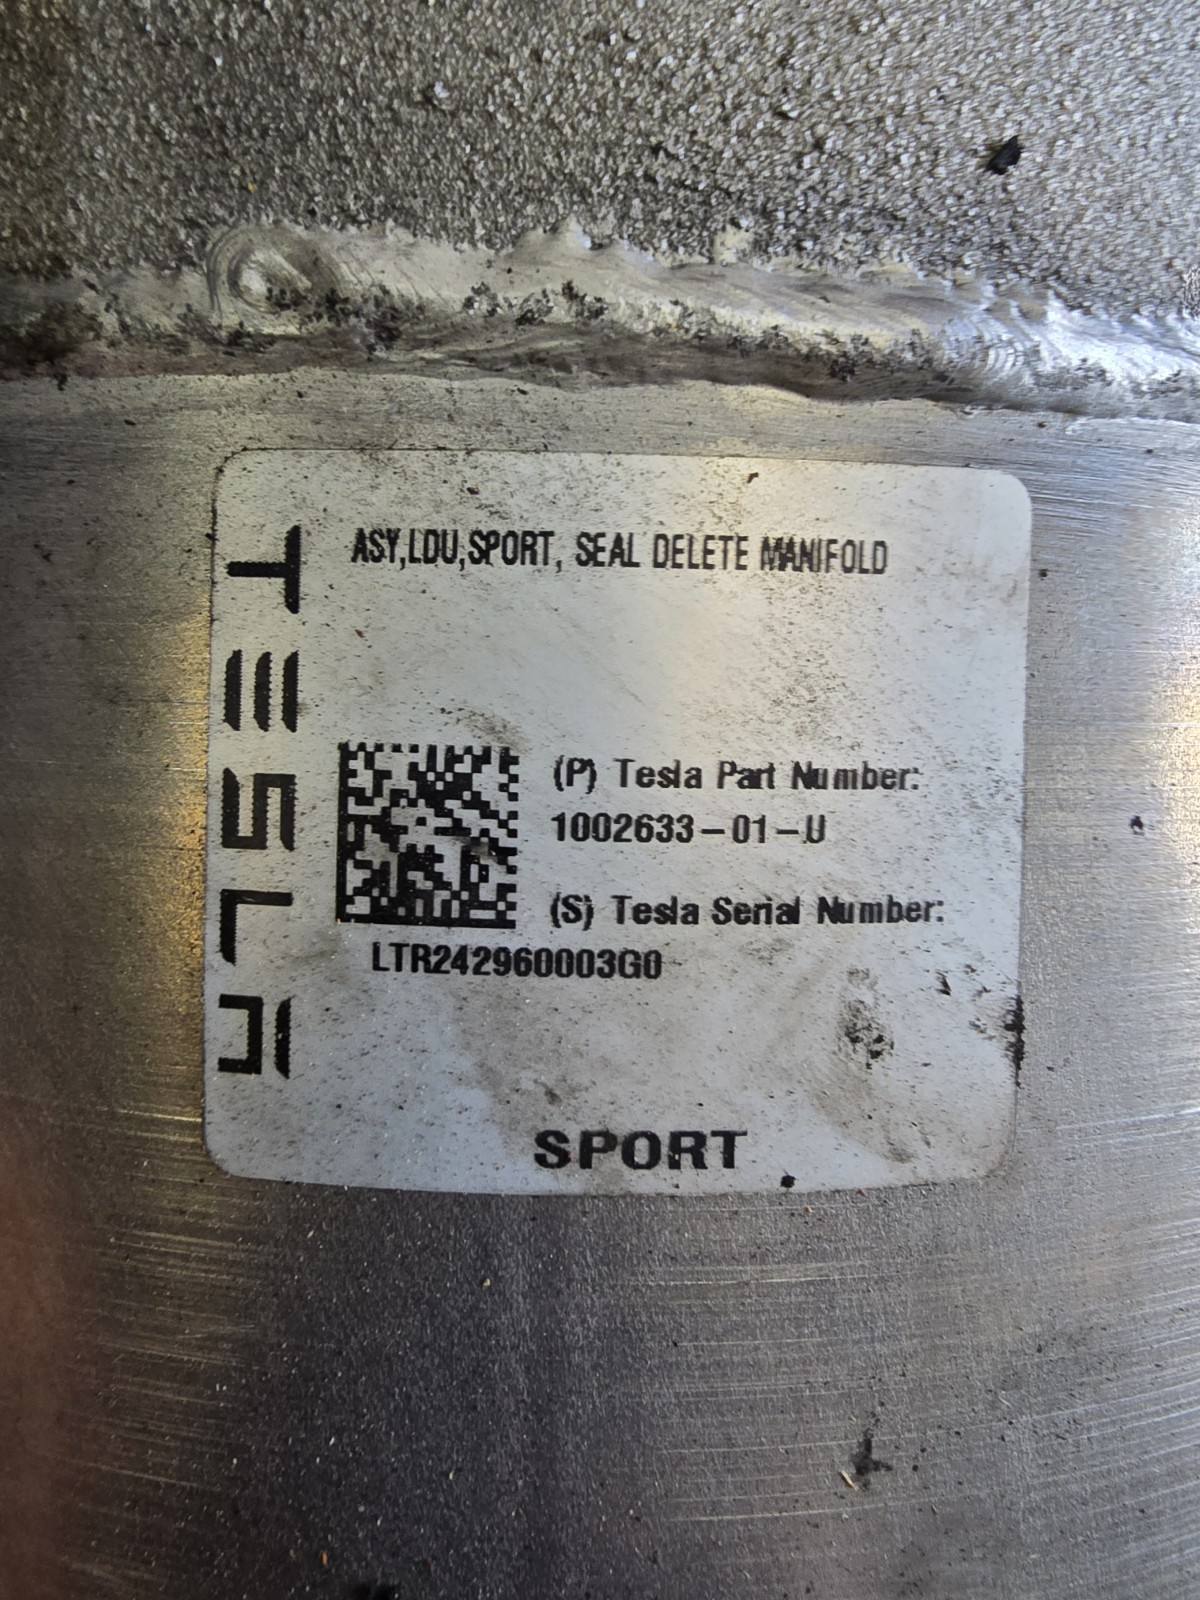 TESLA
ASY,LDU,SPORT, SEAL DELETE MANIFOLD
(P) Tesla Part Number:
1002633-01-U
(S) Tesla Serial Number:
LTR242960003G0
SPORT